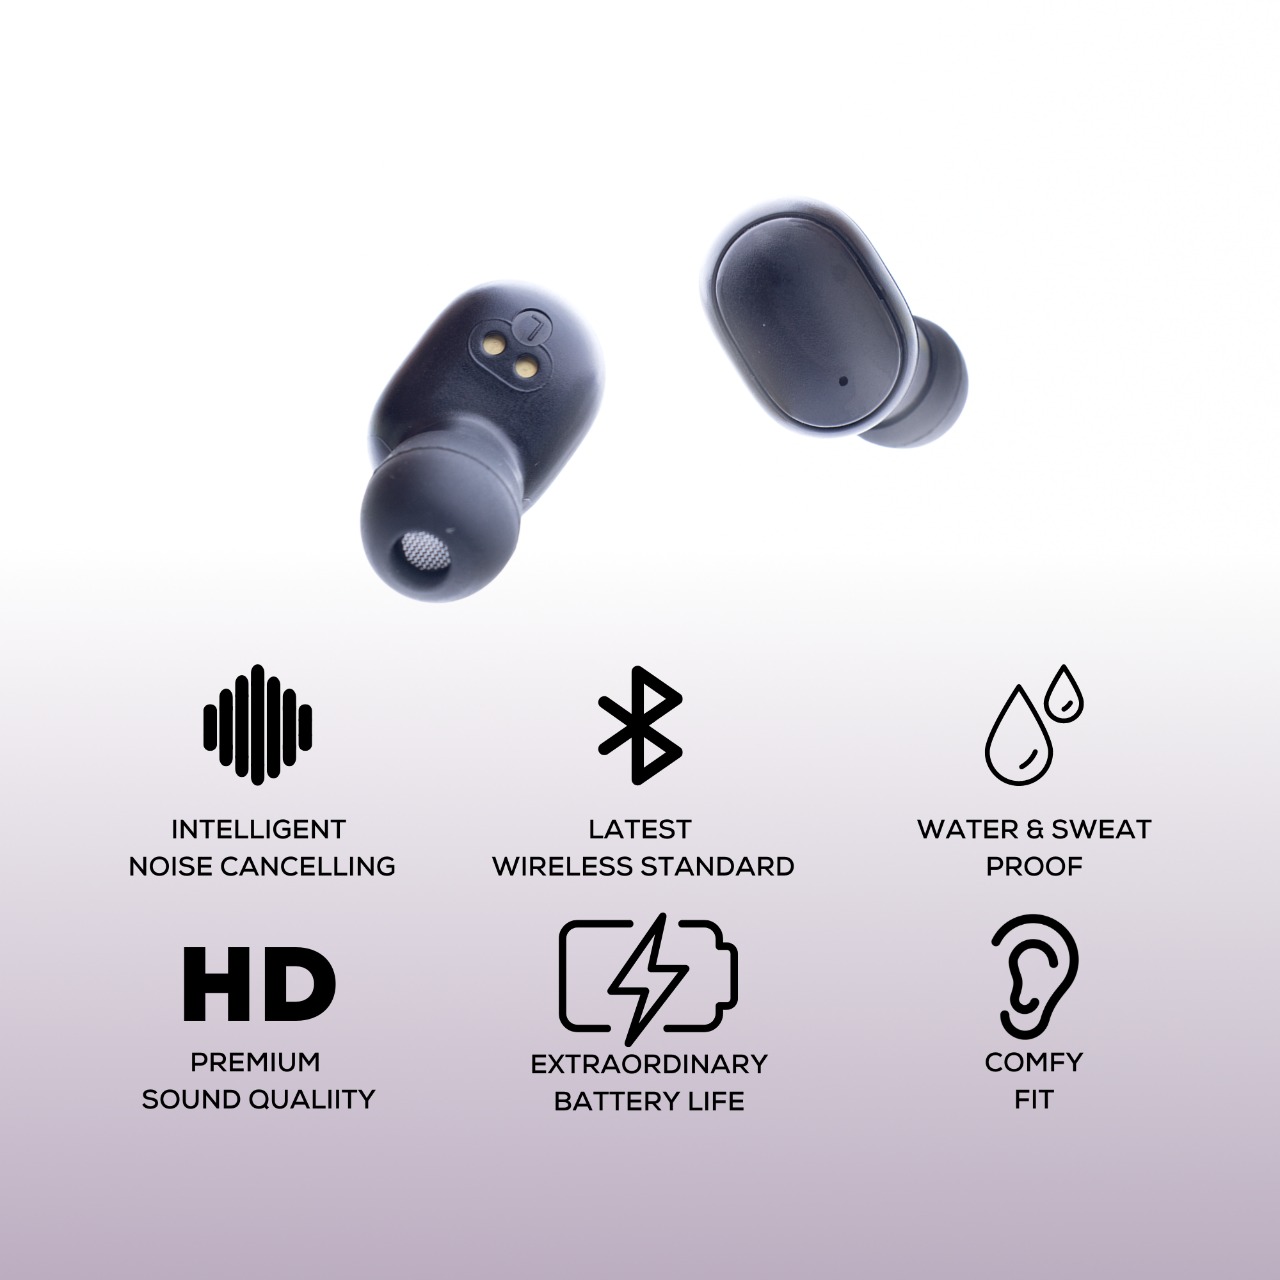 L
INTELLIGENT
NOISE CANCELLING
LATEST
WIRELESS STANDARD
WATER & SWEAT
PROOF
HD
PREMIUM
SOUND QUALIITY
EXTRAORDINARY
BATTERY LIFE
COMFY
FIT